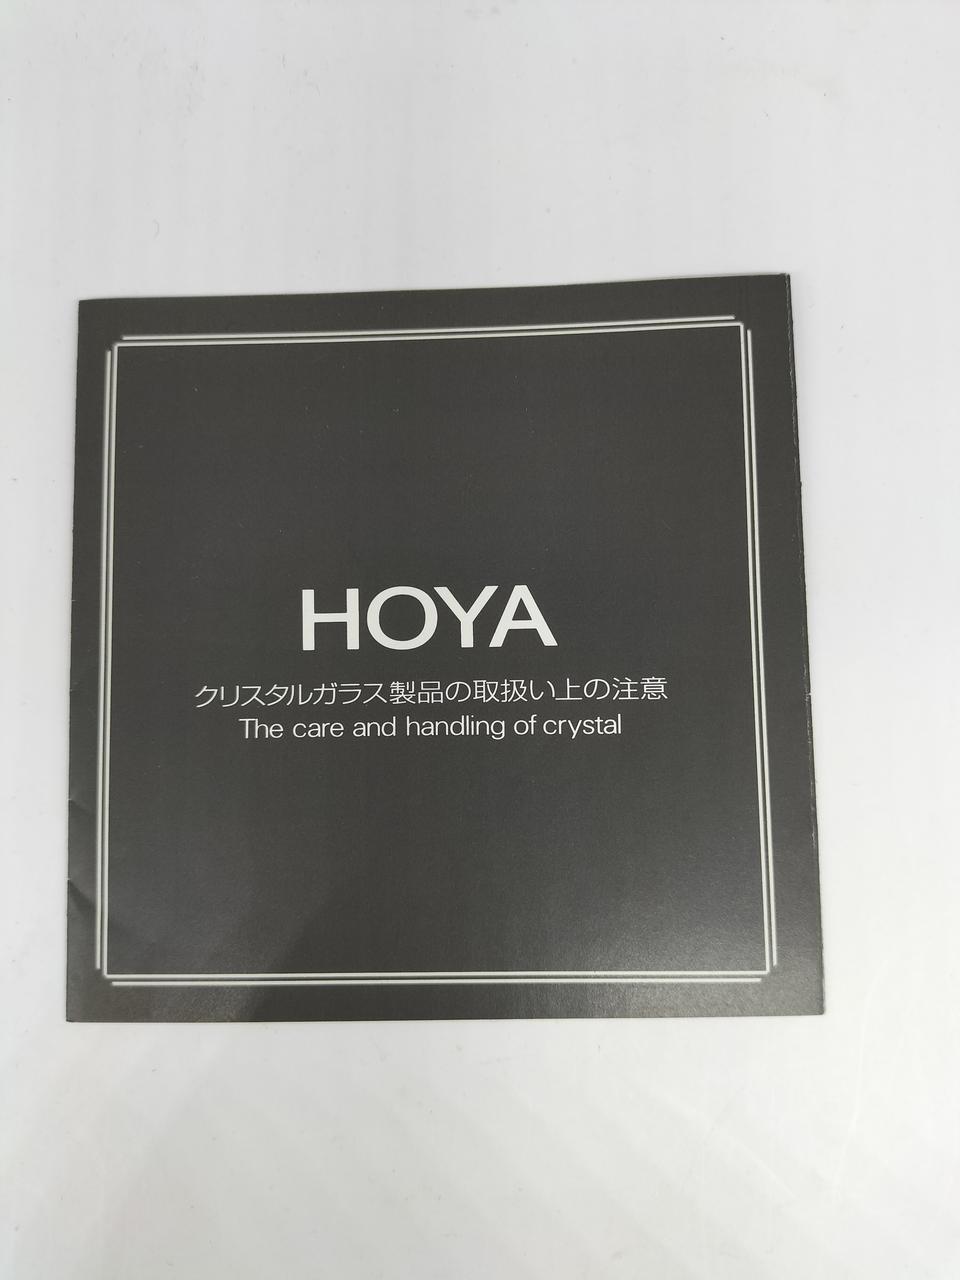 HOYA
クリスタルガラス製品の取扱い上の注意
The care and handling of crystal